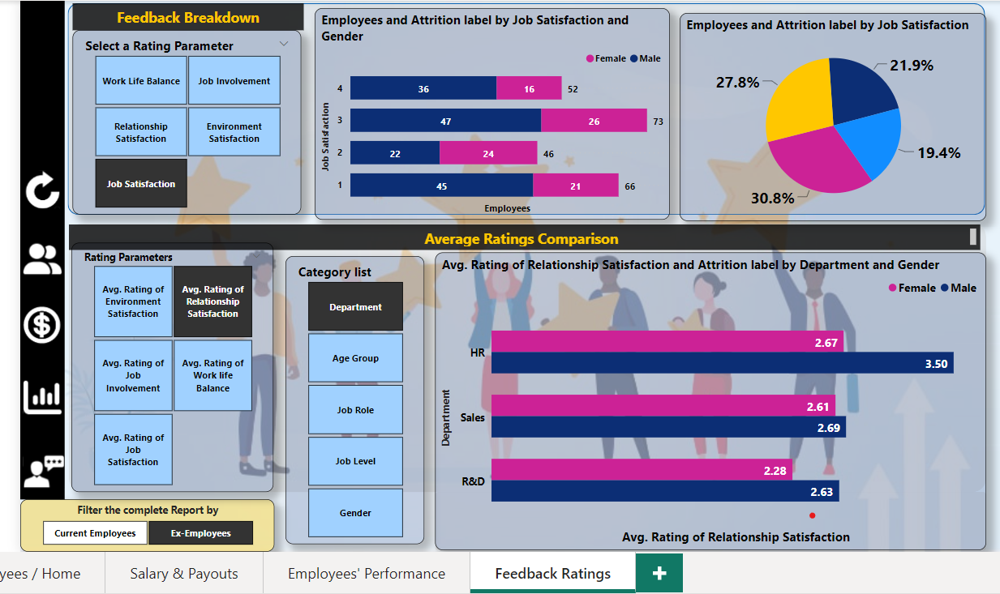 Feedback Breakdown
Select a Rating Parameter
Work Life Balance
Job Involvement
Relationship
Satisfaction
Environment
Satisfaction
Job Satisfaction
Employees and Attrition label by Job Satisfaction and
Gender
Female Male
Job Satisfaction
4 36 16 52
3 47 26 73
2 22 24 46
1 45 21 66
Employees
Employees and Attrition label by Job Satisfaction
21.9%
27.8%
19.4%
30.8%
Average Ratings Comparison
Rating Parameters
Avg. Rating of
Environment
Satisfaction
Avg. Rating of
Relationship
Satisfaction
Avg. Rating of
Job
Involvement
Avg. Rating of
Work life
Balance
Avg. Rating of
Job
Satisfaction
Category list
Department
Age Group
Job Role
Job Level
Gender
Avg. Rating of Relationship Satisfaction and Attrition label by Department and Gender
Female Male
Department
HR
2.67
3.50
Sales
2.61
2.69
R&D
2.28
2.63
Avg. Rating of Relationship Satisfaction
Filter the complete Report by
Current Employees
Ex-Employees
yees / Home
Salary & Payouts
Employees' Performance
Feedback Ratings
+